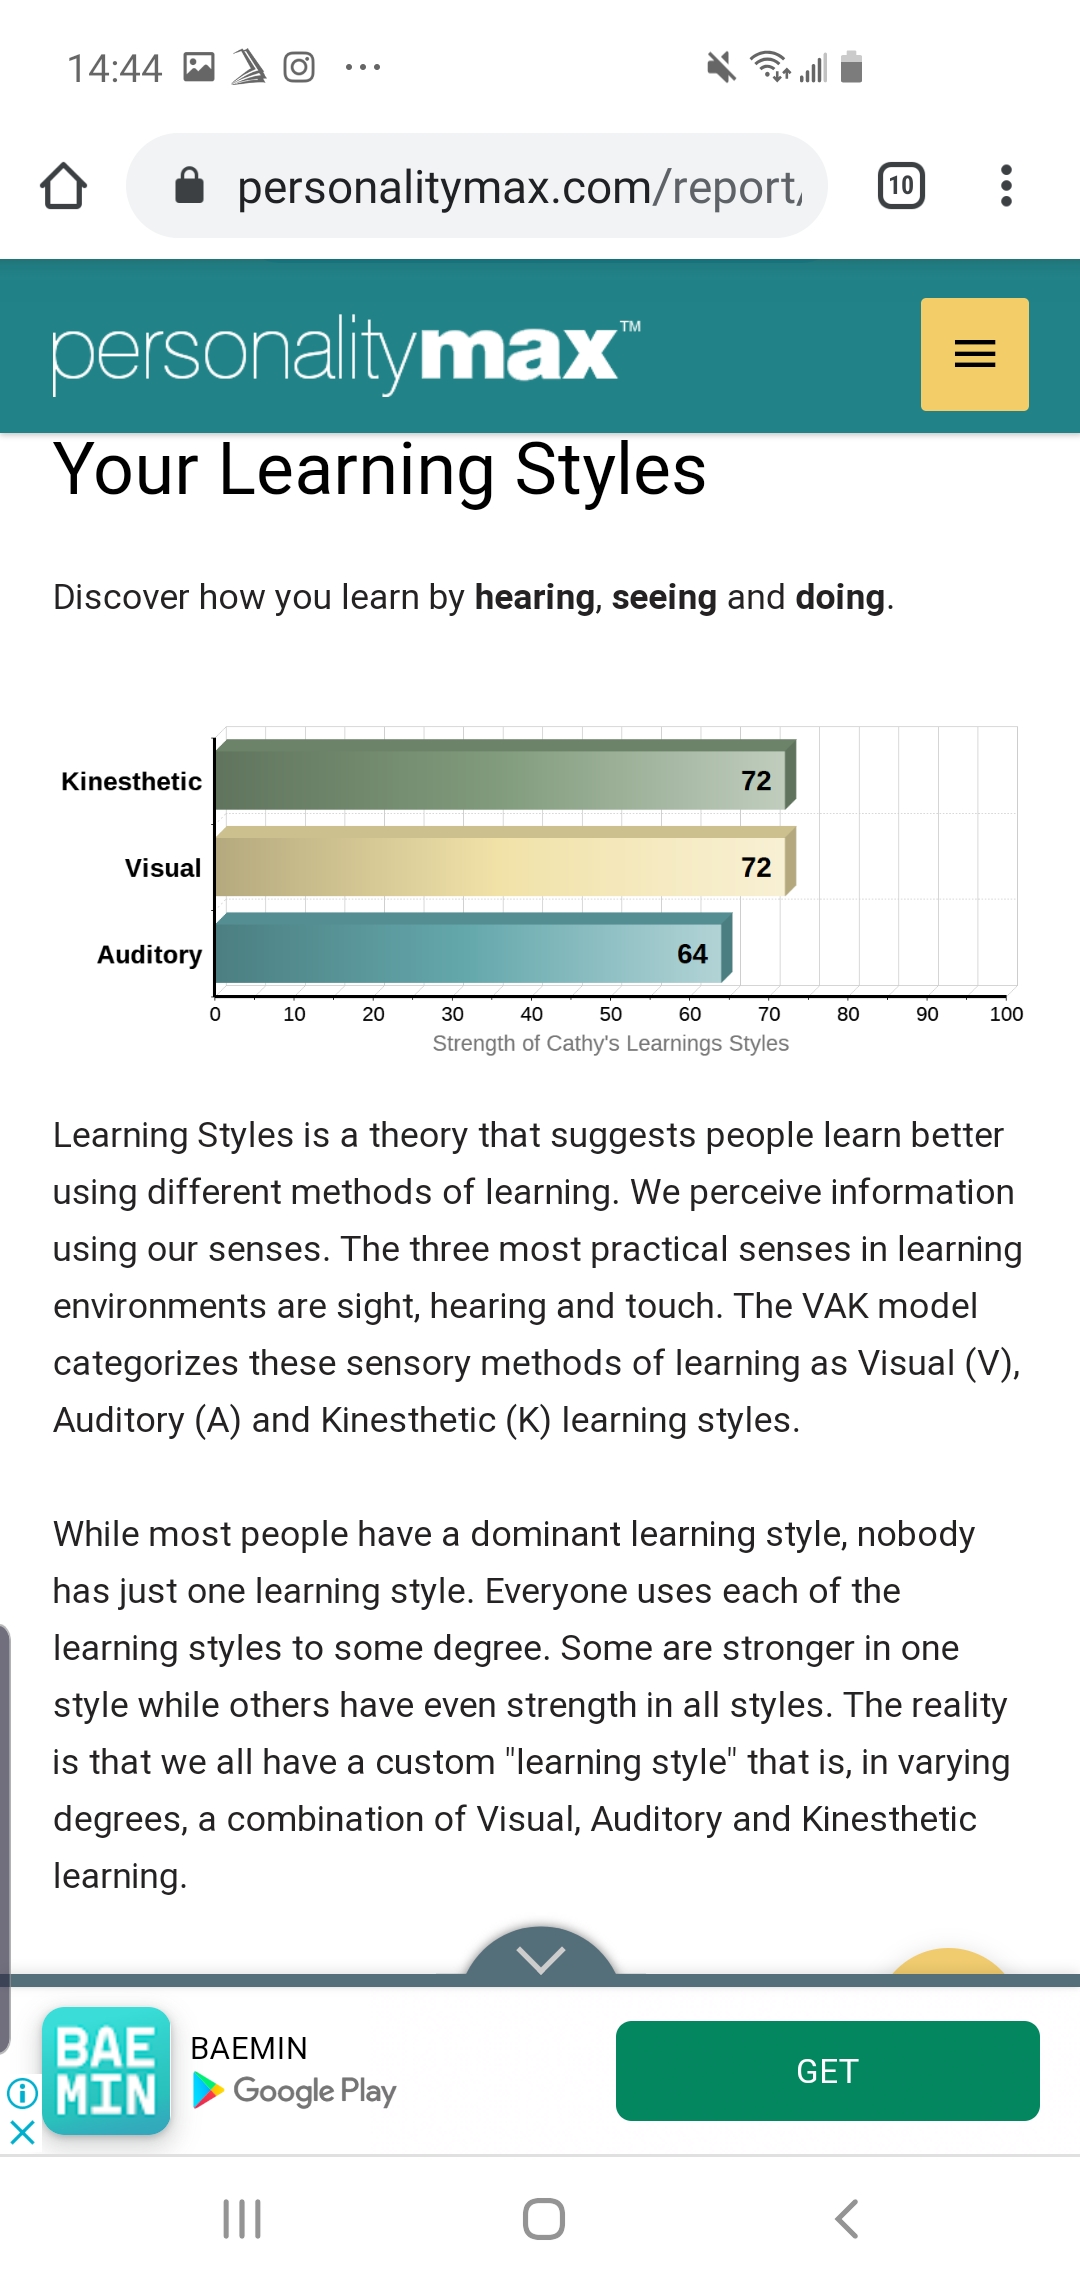 14:44
personalitymax.com/report/
10
personalitymax™
Your Learning Styles
Discover how you learn by hearing, seeing and doing.
Kinesthetic 72
Visual 72
Auditory 64
0 10 20 30 40 50 60 70 80 90 100
Strength of Cathy's Learnings Styles
Learning Styles is a theory that suggests people learn better
using different methods of learning. We perceive information
using our senses. The three most practical senses in learning
environments are sight, hearing and touch. The VAK model
categorizes these sensory methods of learning as Visual (V),
Auditory (A) and Kinesthetic (K) learning styles.
While most people have a dominant learning style, nobody
has just one learning style. Everyone uses each of the
learning styles to some degree. Some are stronger in one
style while others have even strength in all styles. The reality
is that we all have a custom "learning style" that is, in varying
degrees, a combination of Visual, Auditory and Kinesthetic
learning.
BAE
MIN
BAEMIN
Google Play
GET